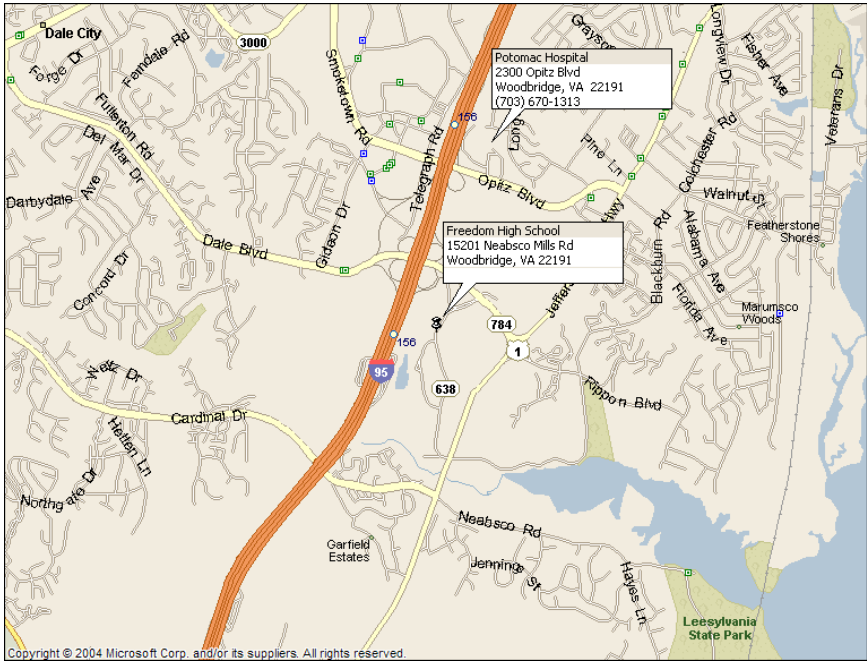 Dale City
Forge Dr
Ferndale Rd
3000
Smoketown Rd
Grayson
Longview Dr
Fisher Ave
Veterans Dr
Potomac Hospital
2300 Opitz Blvd
Woodbridge, VA 22191
(703) 670-1313
Fullerton Rd
Del Mar Dr
156
Telegraph Rd
Long
Pine Ln
Colchester Rd
Darbydale Ave
Opitz Blvd
Hwy
Walnut St
Gideon Dr
Freedom High School
15201 Neabsco Mills Rd
Woodbridge, VA 22191
Featherstone
Shores
Dale Blvd
Blackburn Rd
Alabama Ave
Concord Dr
Jeffers
Florida Ave
Marumsco
Woods
784
156
1
Weltz Dr
95
638
Rippon Blvd
Cardinal Dr
Hetten Ln
Northgate Dr
Neabsco Rd
Garfield
Estates
Jennings St
Hayes Ln
Leesylvania
State Park
Copyright © 2004 Microsoft Corp. and/or its suppliers. All rights reserved.